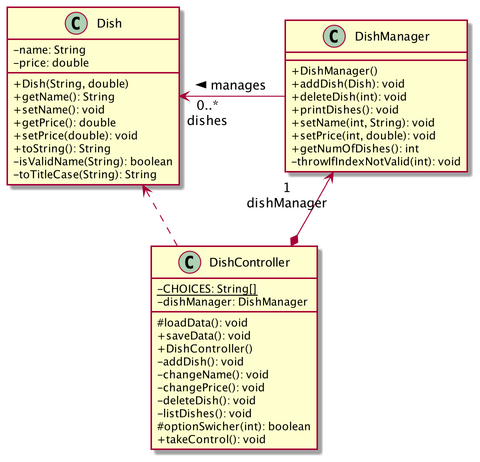 C Dish
-name: String
-price: double
+Dish(String, double)
+getName(): String
+setName(): void
+getPrice(): double
+setPrice(double): void
+toString(): String
-isValidName(String): boolean
-toTitleCase(String): String
manages
0..*
dishes
C DishManager
+DishManager()
+addDish(Dish): void
+deleteDish(int): void
+printDishes(): void
+setName(int, String): void
+setPrice(int, double): void
+getNumOfDishes(): int
-throwIfIndexNotValid(int): void
1
dishManager
C DishController
-CHOICES: String[]
-dishManager: DishManager
#loadData(): void
+saveData(): void
+DishController()
-addDish(): void
-changeName(): void
-changePrice(): void
-deleteDish(): void
-listDishes(): void
#optionSwicher(int): boolean
+takeControl(): void